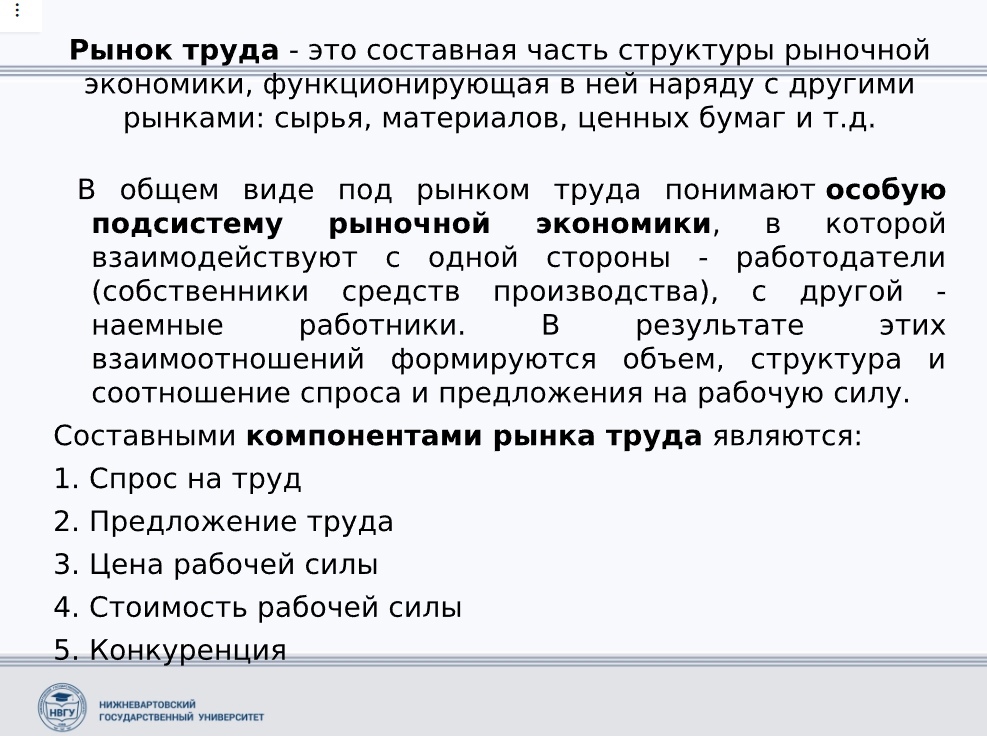 Рынок труда - это составная часть структуры рыночной
экономики, функционирующая в ней наряду с другими
рынками: сырья, материалов, ценных бумаг и т.д.
В общем виде под рынком труда понимают особую
подсистему рыночной экономики, в которой
взаимодействуют с одной стороны - работодатели
(собственники средств производства), с другой -
наемные работники. В результате этих
взаимоотношений формируются объем, структура и
соотношение спроса и предложения на рабочую силу.
Составными компонентами рынка труда являются:
1. Спрос на труд
2. Предложение труда
3. Цена рабочей силы
4. Стоимость рабочей силы
5. Конкуренция
НВГУ
НИЖНЕВАРТОВСКИЙ
ГОСУДАРСТВЕННЫЙ УНИВЕРСИТЕТ